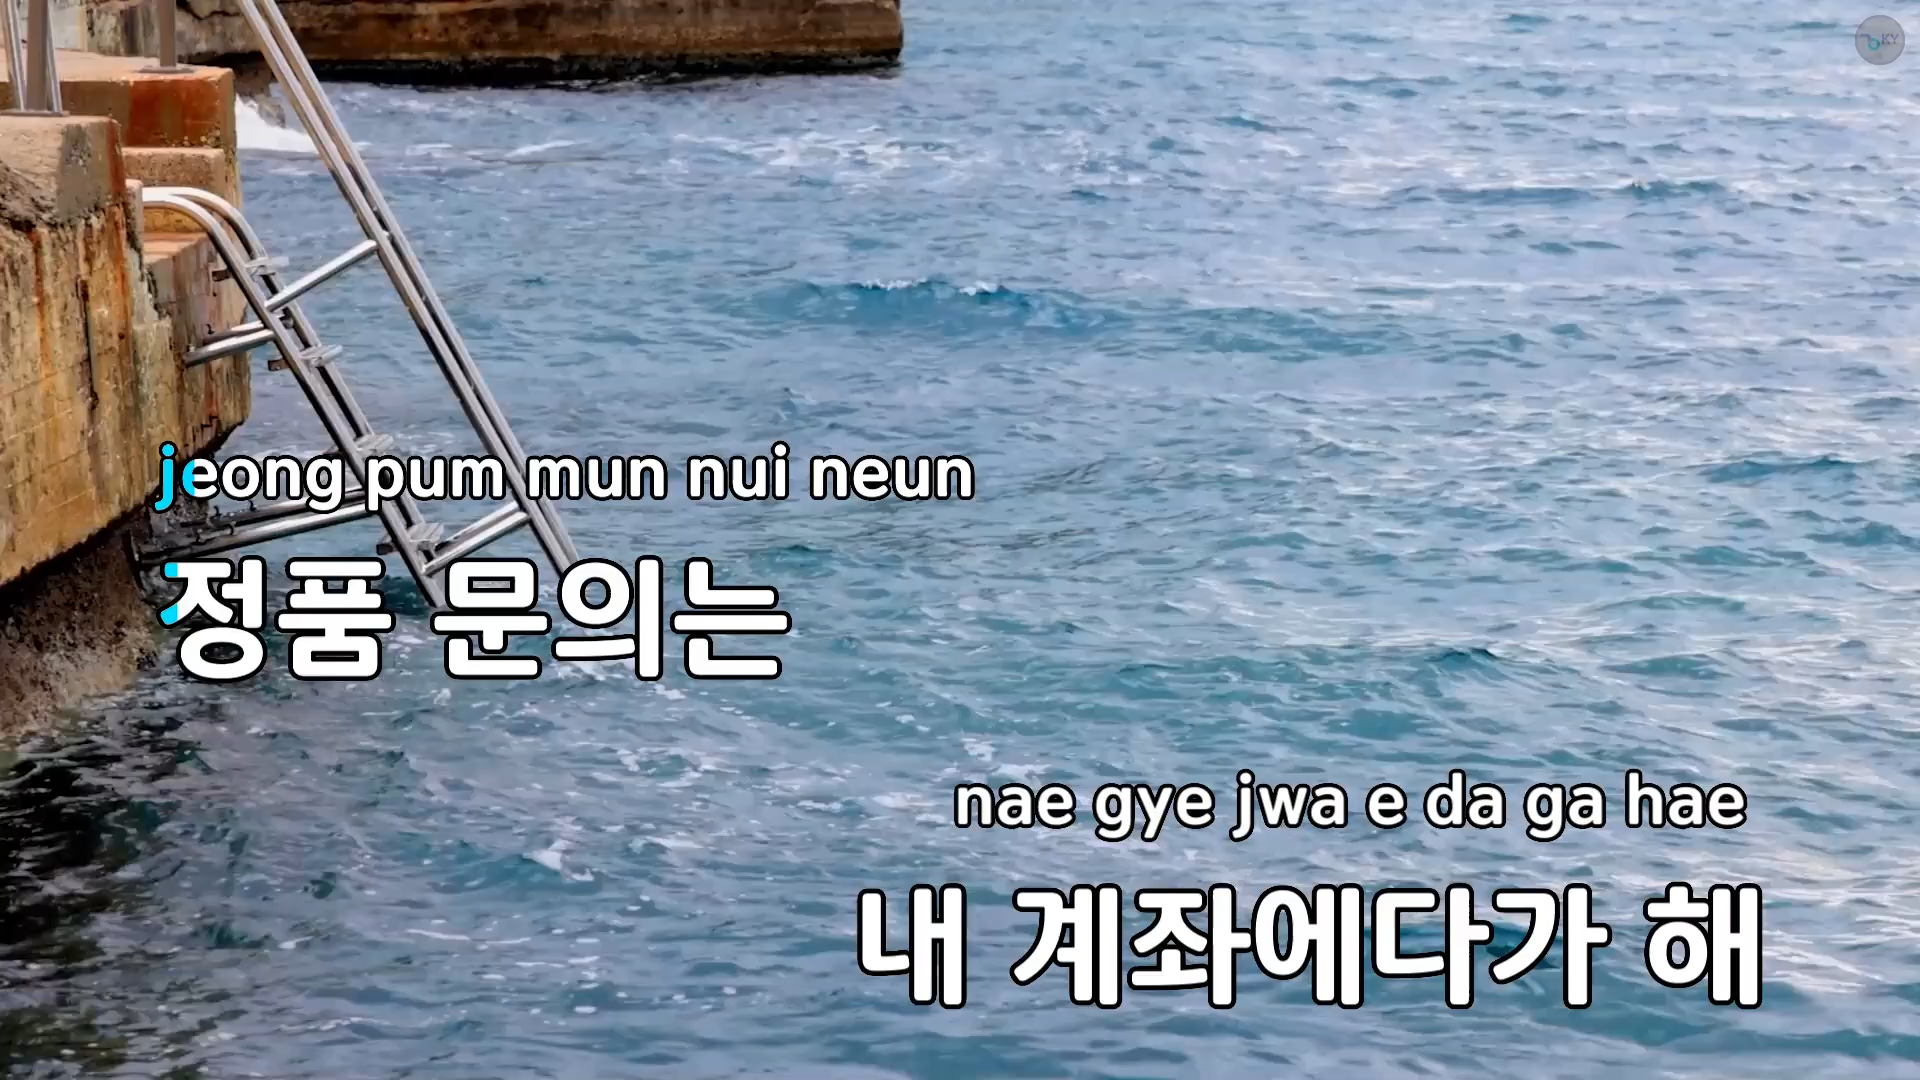 KY
jeong pum mun nui neun
정품 문의는
nae gye jwa e da ga hae
내 계좌에다가 해